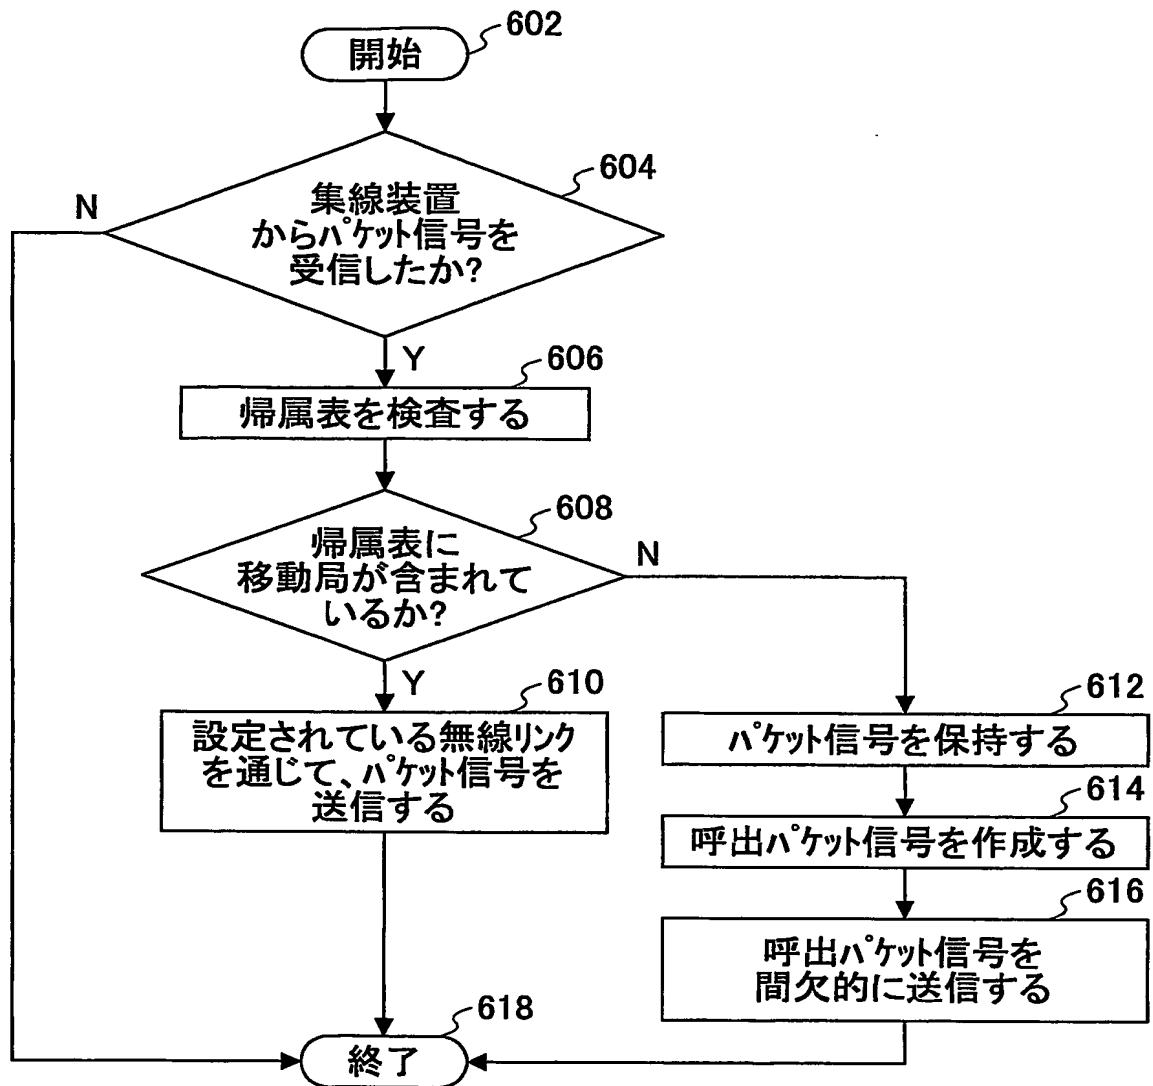 602
開始
604
N
集線装置
からパケット信号を
受信したか?
Y
606
帰属表を検査する
608
帰属表に
移動局が含まれて
いるか?
N
Y
610
設定されている無線リンク
を通じて、パケット信号を
送信する
612
パケット信号を保持する
614
呼出パケット信号を作成する
616
呼出パケット信号を
間欠的に送信する
618
終了